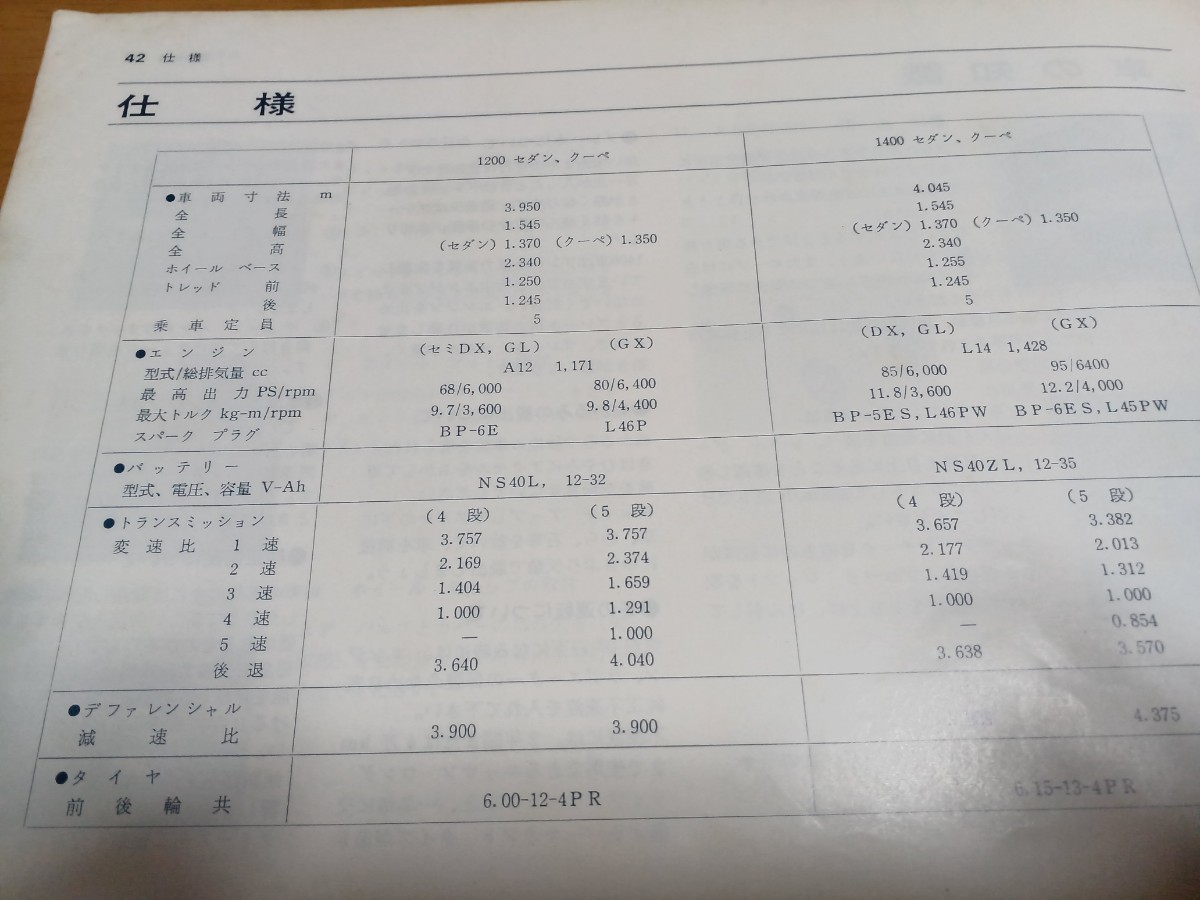 42 仕 様
仕 様
1200 セダン、クーペ 1400 セダン、クーペ
●車両寸法 m
全 長 3.950 4.045
全 幅 1.545 1.545
全 高 (セダン) 1.370 (クーペ) 1.350 (セダン) 1.370 (クーペ) 1.350
ホイール ベース 2.340 2.340
トレッド 前 1.250 1.255
後 1.245 1.245
乗車定員 5 5
●エンジン (セミDX, GL) (GX) (DX, GL) (GX)
型式/総排気量 cc A12 1,171 L14 1,428
最高出力 PS/rpm 68/6,000 80/6,400 85/6,000 95/6400
最大トルク kg-m/rpm 9.7/3,600 9.8/4,400 11.8/3,600 12.2/4,000
スパーク プラグ BP-6E L46P BP-5ES, L46PW BP-6ES, L45PW
●バッテリー
型式、電圧、容量 V-Ah NS40L, 12-32 NS40ZL, 12-35
●トランスミッション (4 段) (5 段) (4 段) (5 段)
変速比 1速 3.757 3.757 3.657 3.382
2速 2.169 2.374 2.177 2.013
3速 1.404 1.659 1.419 1.312
4速 1.000 1.291 1.000 1.000
5速 — 1.000 — 0.854
後退 3.640 4.040 3.638 3.570
●デファレンシャル
減速比 3.900 3.900 4.375
●タイヤ
前後輪共 6.00-12-4PR 6.15-13-4PR